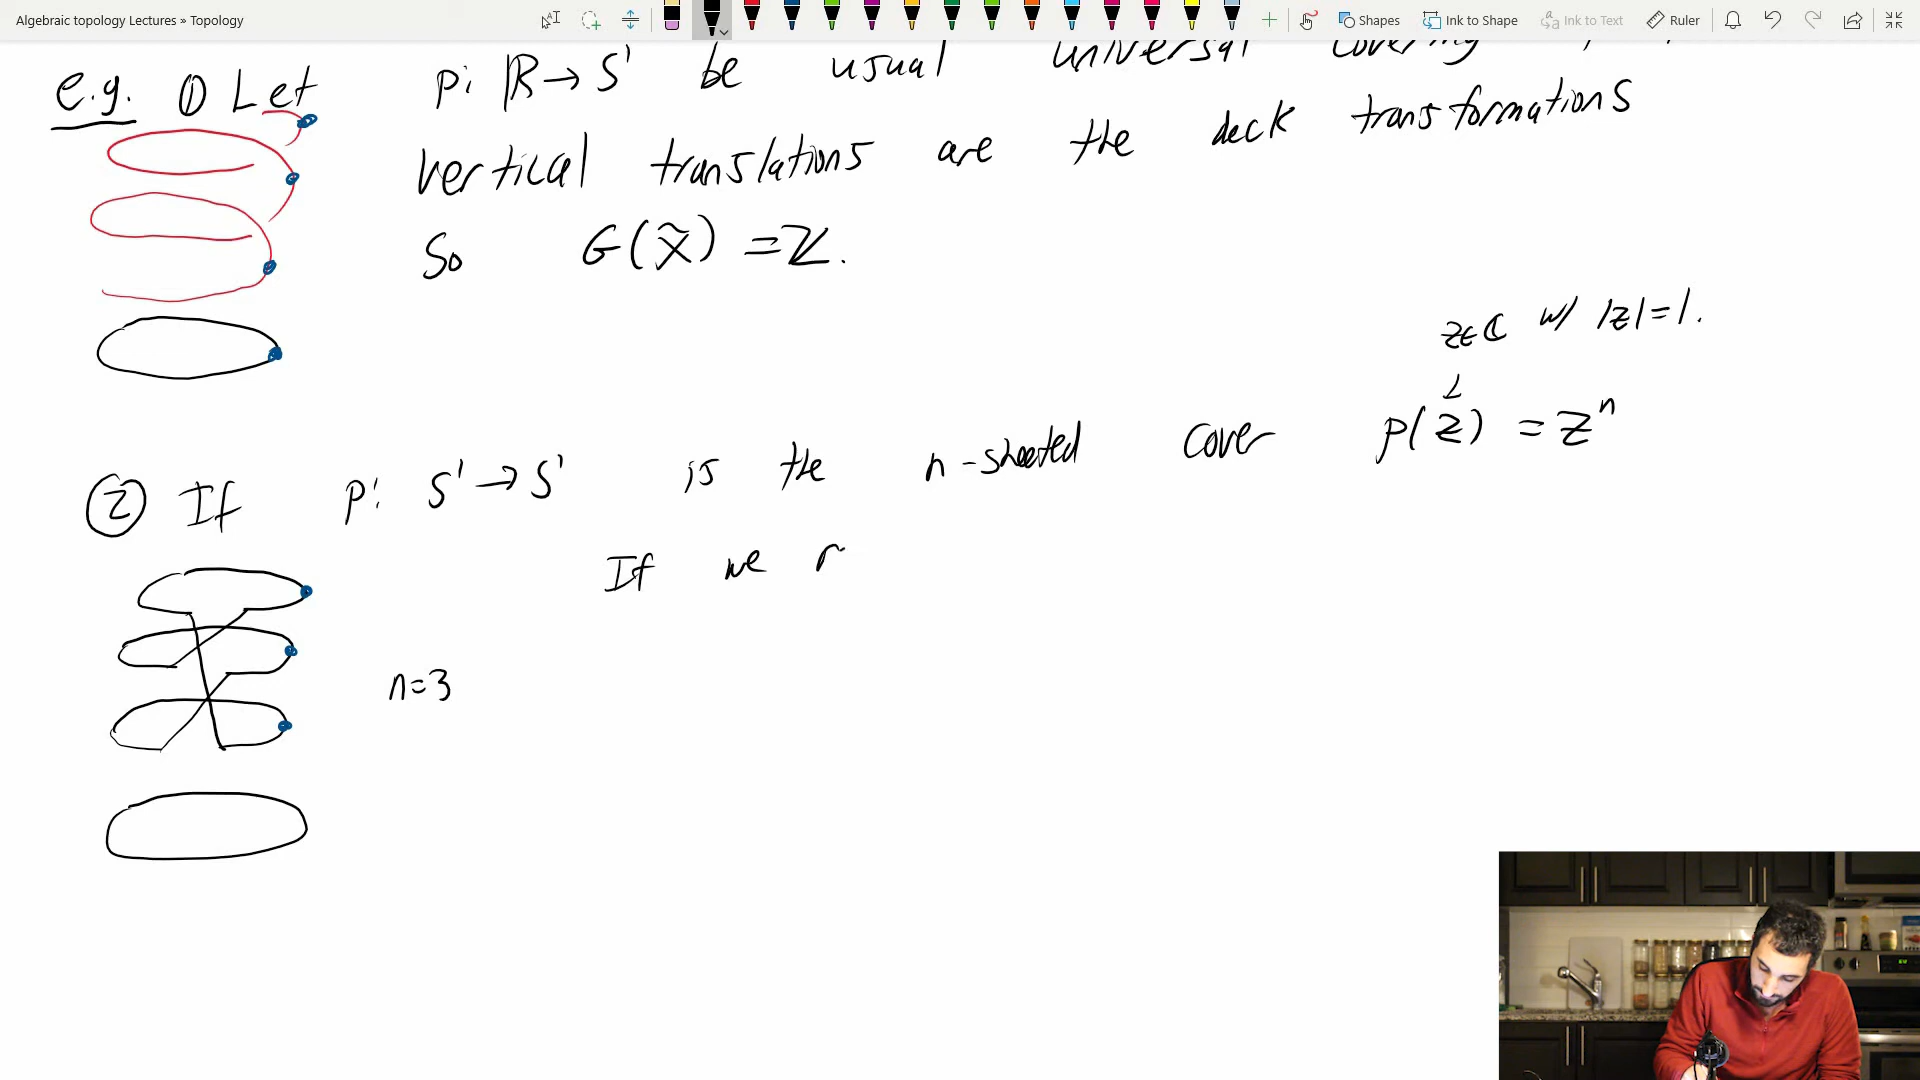 Algebraic topology Lectures » Topology
Shapes
Ink to Shape
Ink to Text
Ruler
e.g. ① Let p: ℝ → S¹ be usual universal covering
vertical translations are the deck transformations
So G(X̃) = ℤ.
z∈ℂ w/ |z|=1.
② If p: S¹ → S¹ is the n-sheeted cover p(z) = zⁿ
If we r
n=3